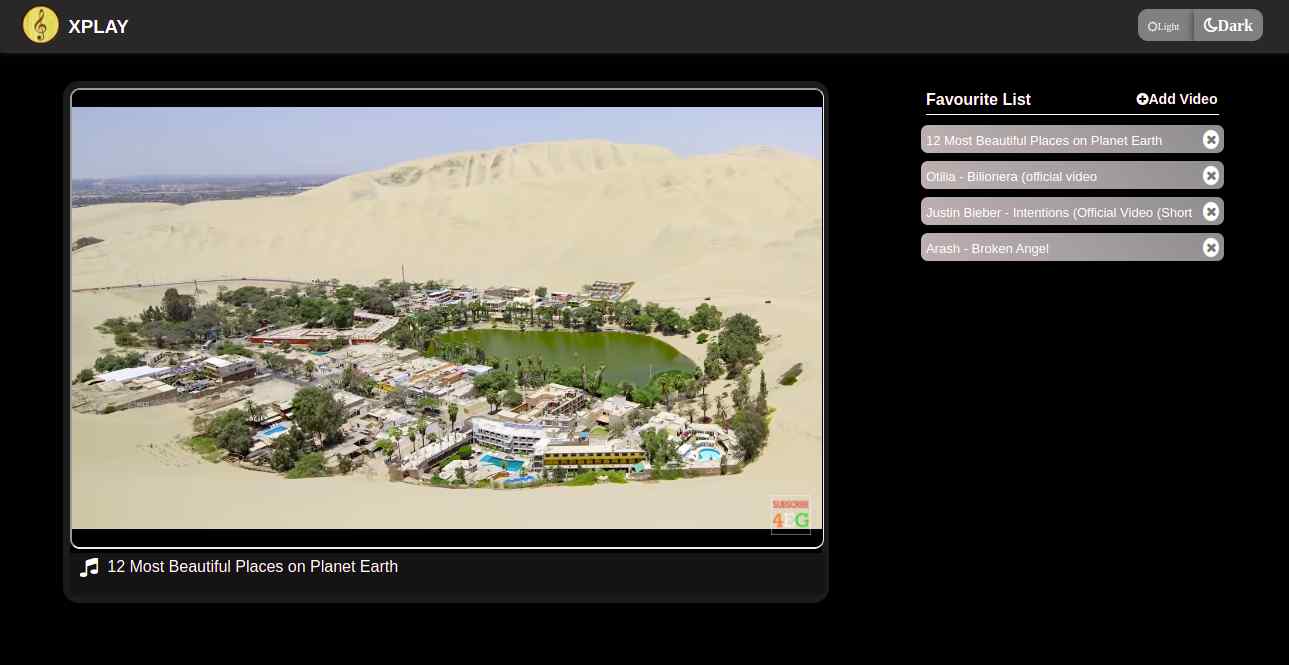 XPLAY
Light Dark
Favourite List
Add Video
12 Most Beautiful Places on Planet Earth
Otilia - Bilionera (official video
Justin Bieber - Intentions (Official Video (Short
Arash - Broken Angel
SUBSCRIBE
4EG
12 Most Beautiful Places on Planet Earth